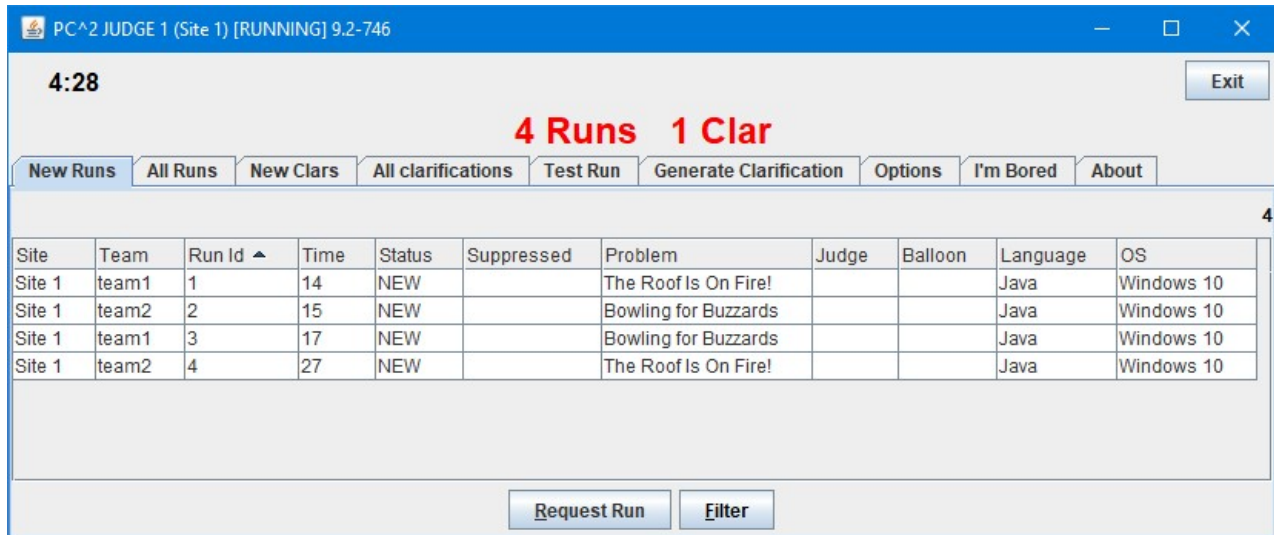 PC^2 JUDGE 1 (Site 1) [RUNNING] 9.2-746
4:28 Exit
4 Runs 1 Clar
New Runs All Runs New Clars All clarifications Test Run Generate Clarification Options I'm Bored About
4
Site Team Run Id Time Status Suppressed Problem Judge Balloon Language OS
Site 1 team1 1 14 NEW The Roof Is On Fire! Java Windows 10
Site 1 team2 2 15 NEW Bowling for Buzzards Java Windows 10
Site 1 team1 3 17 NEW Bowling for Buzzards Java Windows 10
Site 1 team2 4 27 NEW The Roof Is On Fire! Java Windows 10
Request Run Filter